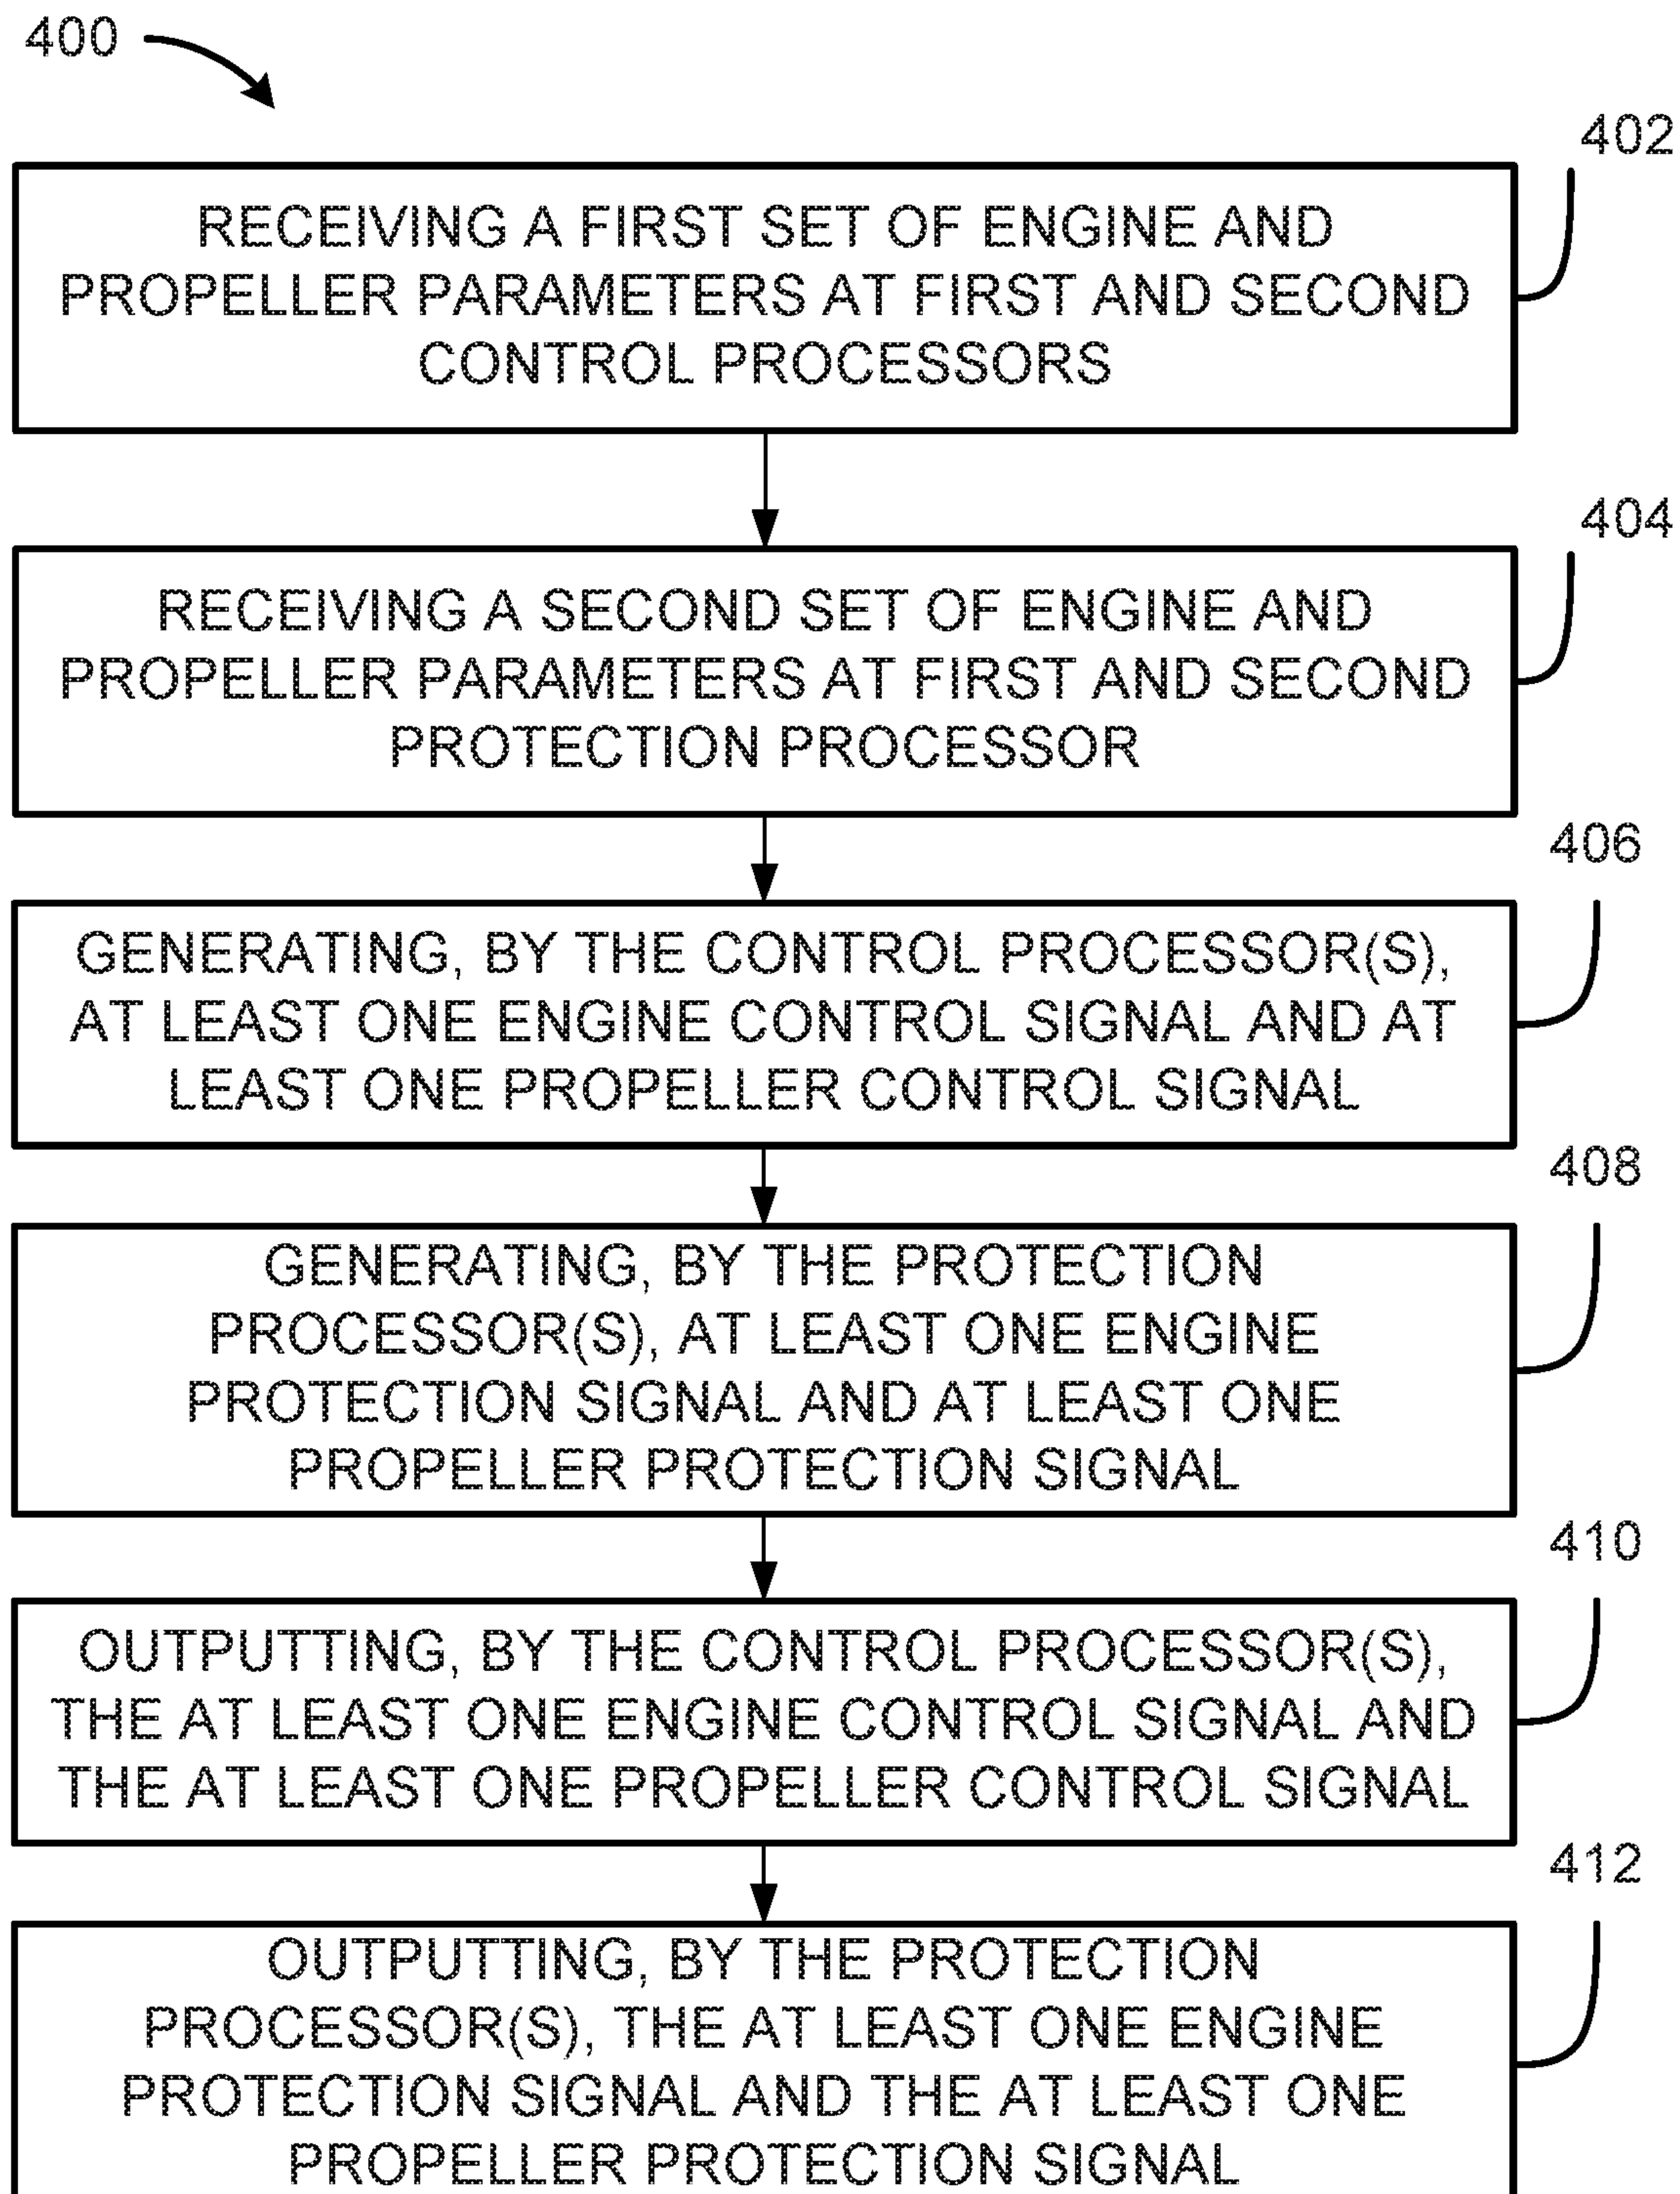 400
402
RECEIVING A FIRST SET OF ENGINE AND
PROPELLER PARAMETERS AT FIRST AND SECOND
CONTROL PROCESSORS
404
RECEIVING A SECOND SET OF ENGINE AND
PROPELLER PARAMETERS AT FIRST AND SECOND
PROTECTION PROCESSOR
406
GENERATING, BY THE CONTROL PROCESSOR(S),
AT LEAST ONE ENGINE CONTROL SIGNAL AND AT
LEAST ONE PROPELLER CONTROL SIGNAL
408
GENERATING, BY THE PROTECTION
PROCESSOR(S), AT LEAST ONE ENGINE
PROTECTION SIGNAL AND AT LEAST ONE
PROPELLER PROTECTION SIGNAL
410
OUTPUTTING, BY THE CONTROL PROCESSOR(S),
THE AT LEAST ONE ENGINE CONTROL SIGNAL AND
THE AT LEAST ONE PROPELLER CONTROL SIGNAL
412
OUTPUTTING, BY THE PROTECTION
PROCESSOR(S), THE AT LEAST ONE ENGINE
PROTECTION SIGNAL AND THE AT LEAST ONE
PROPELLER PROTECTION SIGNAL